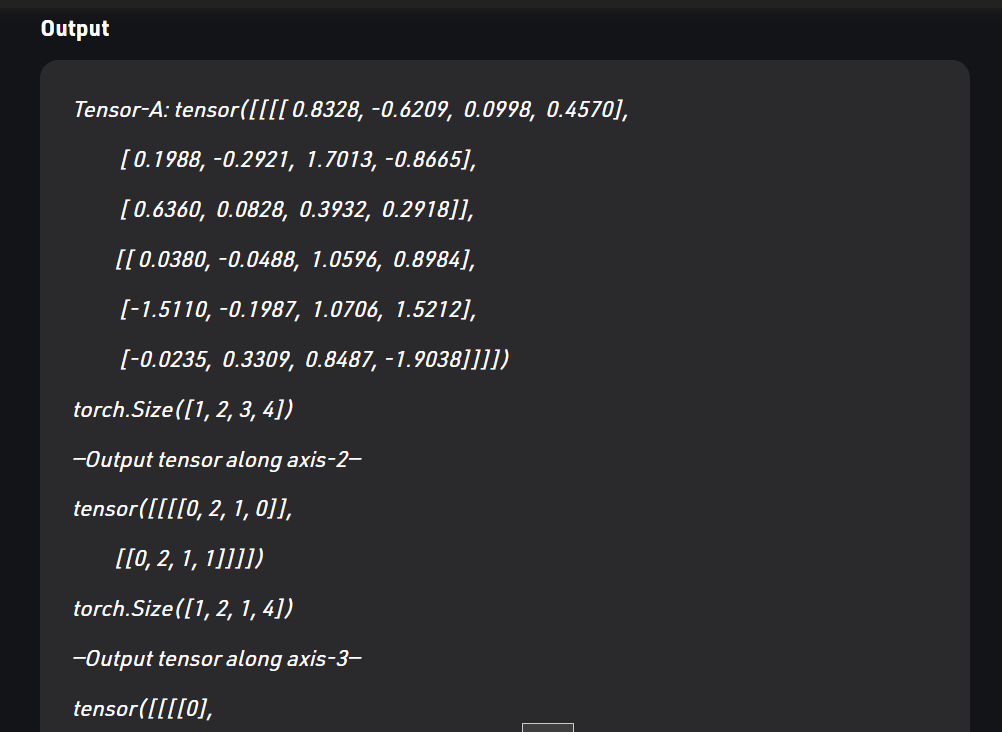 Output
Tensor-A: tensor([[[[ 0.8328, -0.6209, 0.0998, 0.4570],
[ 0.1988, -0.2921, 1.7013, -0.8665],
[ 0.6360, 0.0828, 0.3932, 0.2918]],
[[ 0.0380, -0.0488, 1.0596, 0.8984],
[-1.5110, -0.1987, 1.0706, 1.5212],
[-0.0235, 0.3309, 0.8487, -1.9038]]]])
torch.Size([1, 2, 3, 4])
—Output tensor along axis-2—
tensor([[[[0, 2, 1, 0]],
[[0, 2, 1, 1]]]])
torch.Size([1, 2, 1, 4])
—Output tensor along axis-3—
tensor([[[[0],